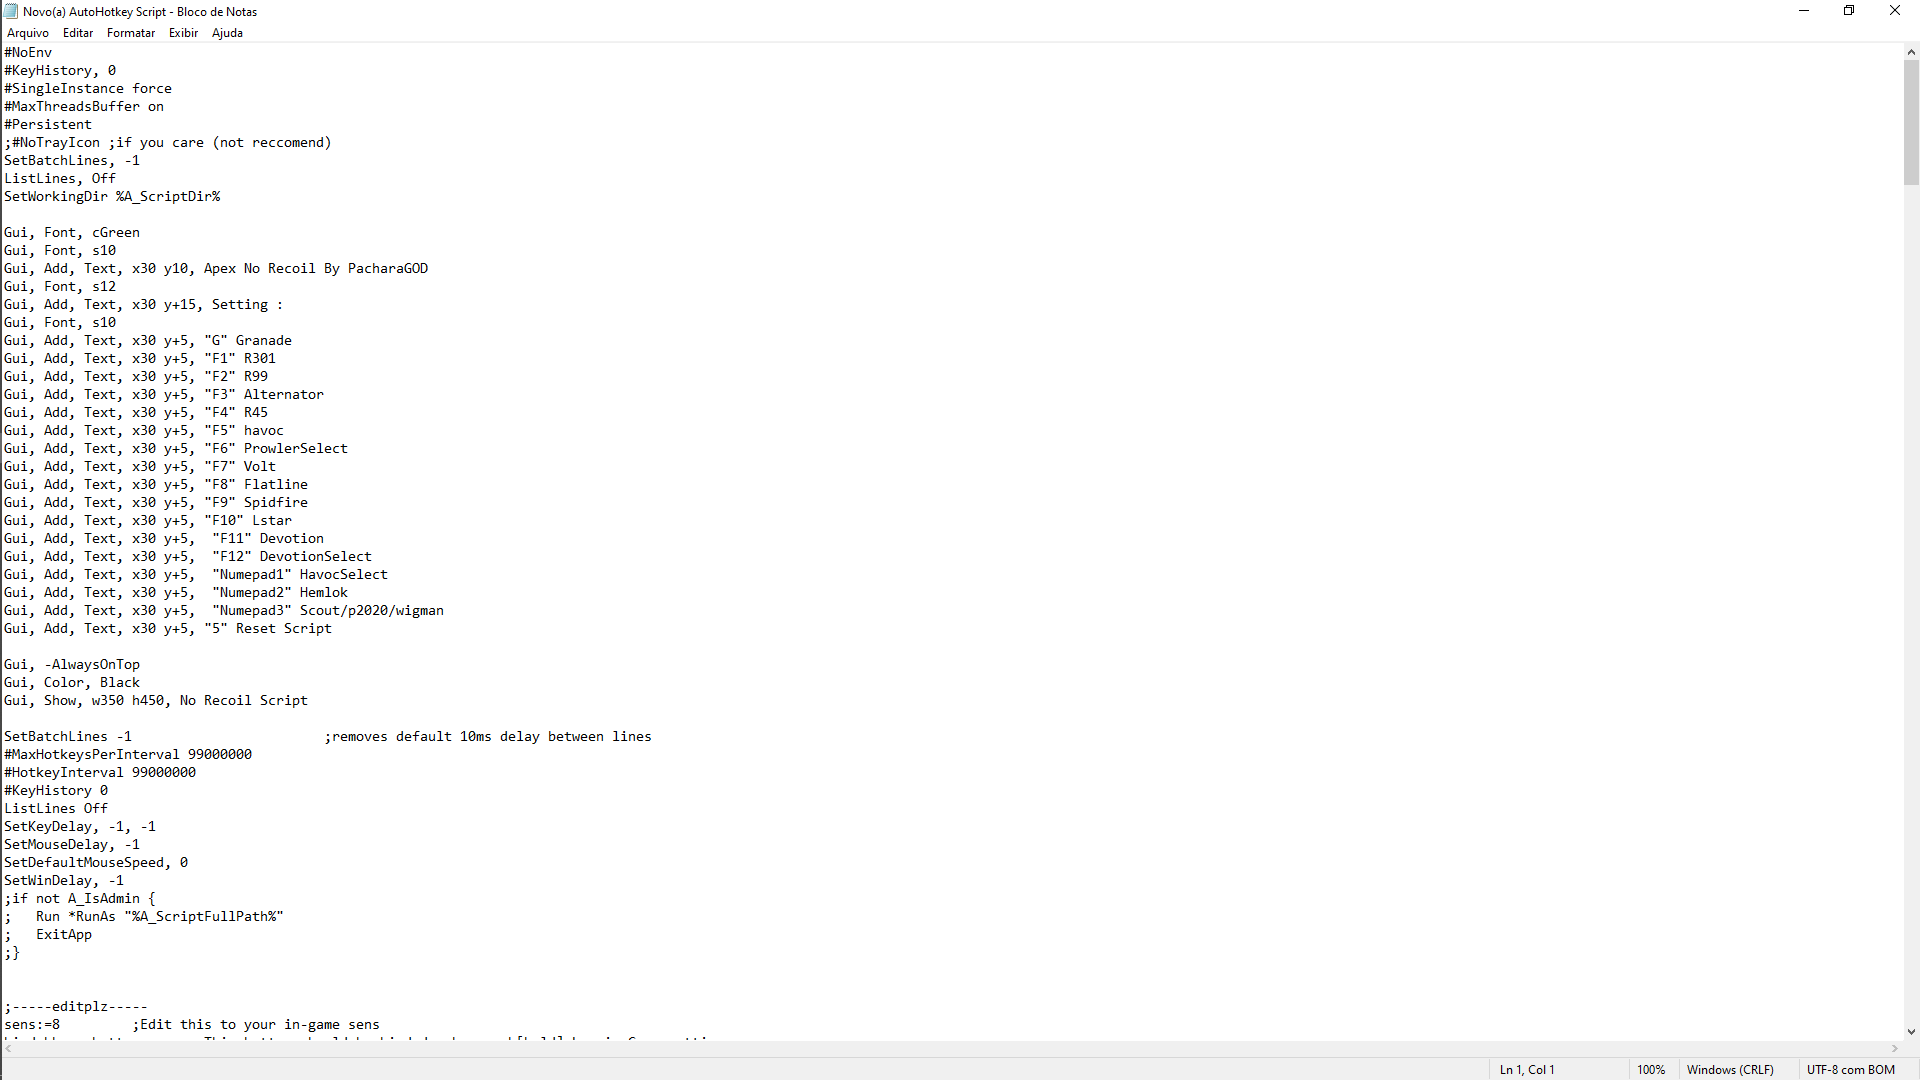 Novo(a) AutoHotkey Script - Bloco de Notas
Arquivo Editar Formatar Exibir Ajuda
#NoEnv
#KeyHistory, 0
#SingleInstance force
#MaxThreadsBuffer on
#Persistent
;#NoTrayIcon ;if you care (not reccomend)
SetBatchLines, -1
ListLines, Off
SetWorkingDir %A_ScriptDir%
Gui, Font, cGreen
Gui, Font, s10
Gui, Add, Text, x30 y10, Apex No Recoil By PacharaGOD
Gui, Font, s12
Gui, Add, Text, x30 y+15, Setting :
Gui, Font, s10
Gui, Add, Text, x30 y+5, "G" Granade
Gui, Add, Text, x30 y+5, "F1" R301
Gui, Add, Text, x30 y+5, "F2" R99
Gui, Add, Text, x30 y+5, "F3" Alternator
Gui, Add, Text, x30 y+5, "F4" R45
Gui, Add, Text, x30 y+5, "F5" havoc
Gui, Add, Text, x30 y+5, "F6" ProwlerSelect
Gui, Add, Text, x30 y+5, "F7" Volt
Gui, Add, Text, x30 y+5, "F8" Flatline
Gui, Add, Text, x30 y+5, "F9" Spidfire
Gui, Add, Text, x30 y+5, "F10" Lstar
Gui, Add, Text, x30 y+5,  "F11" Devotion
Gui, Add, Text, x30 y+5,  "F12" DevotionSelect
Gui, Add, Text, x30 y+5,  "Numepad1" HavocSelect
Gui, Add, Text, x30 y+5,  "Numepad2" Hemlok
Gui, Add, Text, x30 y+5,  "Numepad3" Scout/p2020/wigman
Gui, Add, Text, x30 y+5, "5" Reset Script
Gui, -AlwaysOnTop
Gui, Color, Black
Gui, Show, w350 h450, No Recoil Script
SetBatchLines -1 ;removes default 10ms delay between lines
#MaxHotkeysPerInterval 99000000
#HotkeyInterval 99000000
#KeyHistory 0
ListLines Off
SetKeyDelay, -1, -1
SetMouseDelay, -1
SetDefaultMouseSpeed, 0
SetWinDelay, -1
;if not A_IsAdmin {
;   Run *RunAs "%A_ScriptFullPath%"
;   ExitApp
;}
;-----editplz-----
sens:=8 ;Edit this to your in-game sens
Ln 1, Col 1 100% Windows (CRLF) UTF-8 com BOM